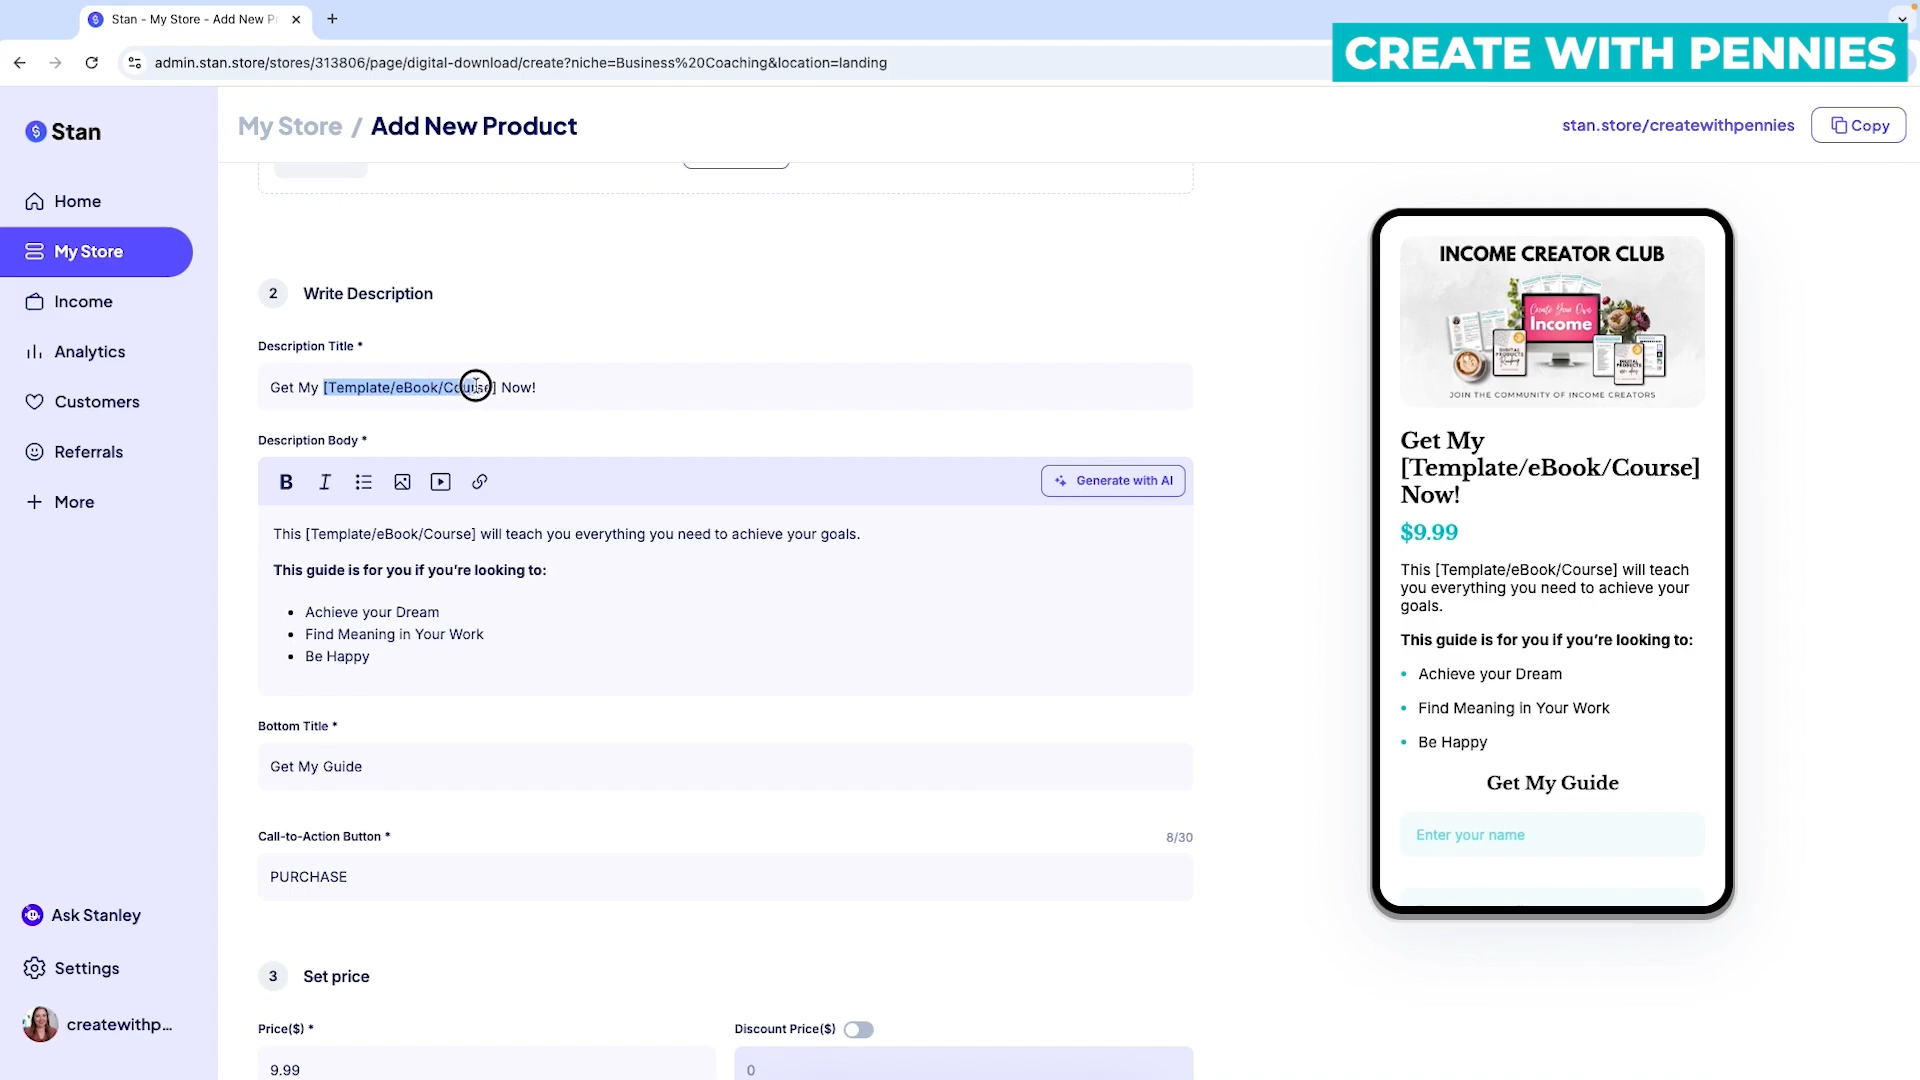 Stan - My Store - Add New P
admin.stan.store/stores/313806/page/digital-download/create?niche=Business%20Coaching&location=landing
CREATE WITH PENNIES
Stan
My Store / Add New Product
stan.store/createwithpennies
Copy
Home
My Store
Income
Analytics
Customers
Referrals
More
Ask Stanley
Settings
createwithp...
2 Write Description
Description Title *
Get My [Template/eBook/Course] Now!
Description Body *
B I
Generate with AI
This [Template/eBook/Course] will teach you everything you need to achieve your goals.
This guide is for you if you're looking to:
• Achieve your Dream
• Find Meaning in Your Work
• Be Happy
Bottom Title *
Get My Guide
Call-to-Action Button *
8/30
PURCHASE
3 Set price
Price($) *
Discount Price($)
9.99
0
INCOME CREATOR CLUB
Create Your Own
Income
JOIN THE COMMUNITY OF INCOME CREATORS
Get My
[Template/eBook/Course]
Now!
$9.99
This [Template/eBook/Course] will teach
you everything you need to achieve your
goals.
This guide is for you if you're looking to:
• Achieve your Dream
• Find Meaning in Your Work
• Be Happy
Get My Guide
Enter your name